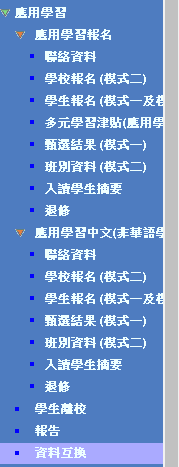 應用學習
應用學習報名
聯絡資料
學校報名 (模式二)
學生報名 (模式一及模
多元學習津貼(應用學
甄選結果 (模式一)
班別資料 (模式二)
入讀學生摘要
退修
應用學習中文(非華語學
聯絡資料
學校報名 (模式二)
學生報名 (模式一及模
甄選結果 (模式一)
班別資料 (模式二)
入讀學生摘要
退修
學生離校
報告
資料互換